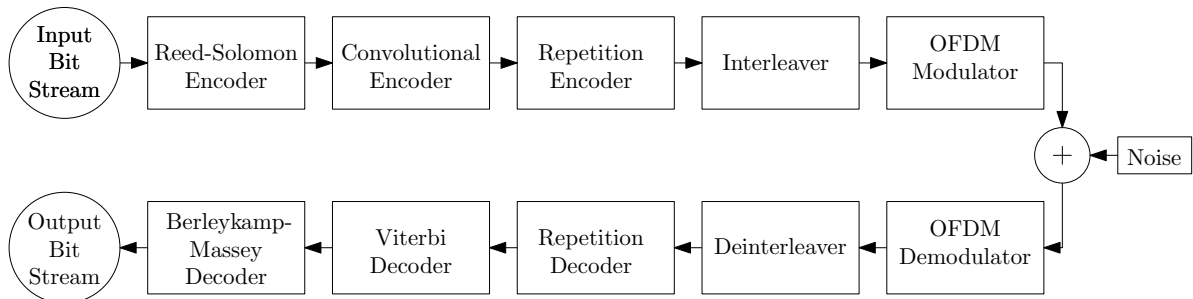 Input
Bit
Stream
Reed-Solomon
Encoder
Convolutional
Encoder
Repetition
Encoder
Interleaver
OFDM
Modulator
+
Noise
Output
Bit
Stream
Berleykamp-
Massey
Decoder
Viterbi
Decoder
Repetition
Decoder
Deinterleaver
OFDM
Demodulator